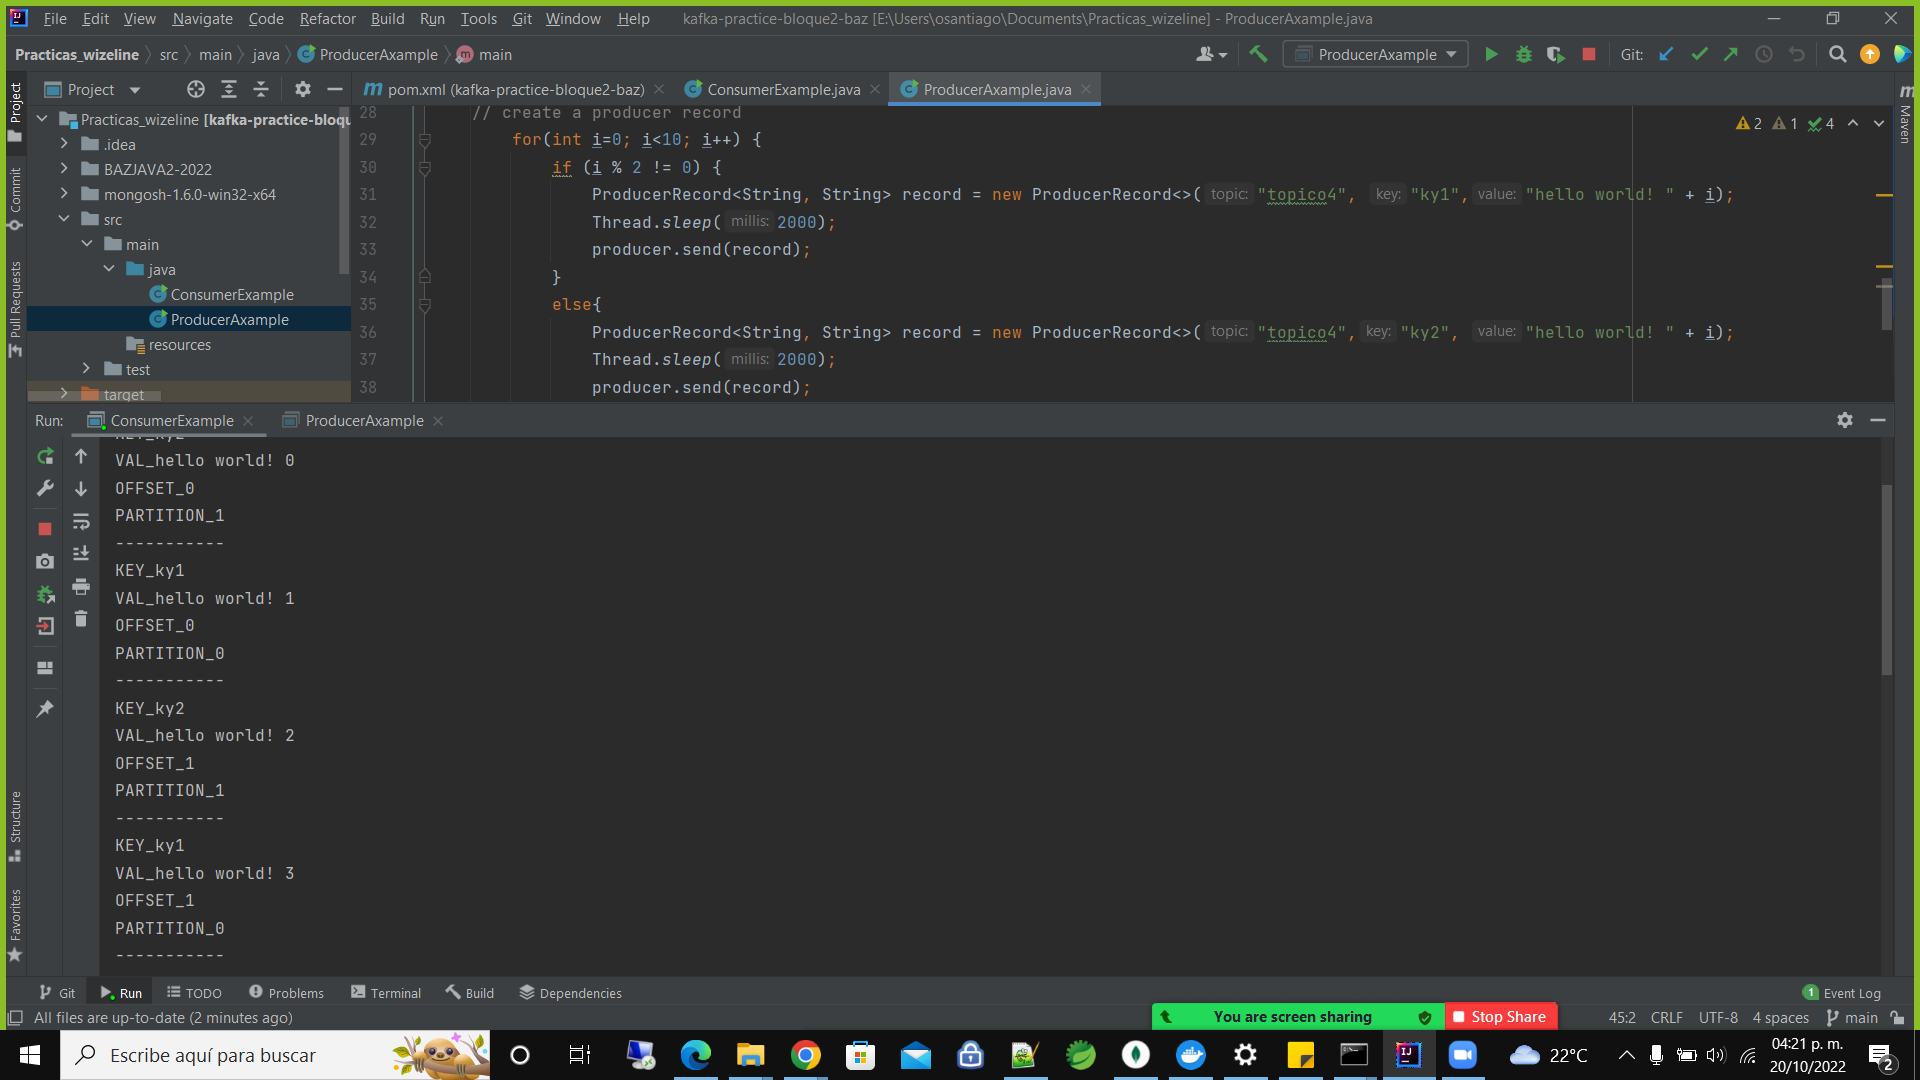 File Edit View Navigate Code Refactor Build Run Tools Git Window Help kafka-practice-bloque2-baz [E:\Users\osantiago\Documents\Practicas_wizeline] - ProducerAxample.java
Practicas_wizeline src main java ProducerAxample main ProducerAxample Git:
Project pom.xml (kafka-practice-bloque2-baz) ConsumerExample.java ProducerAxample.java
Project
Commit
Pull Requests
Structure
Favorites
Maven
Practicas_wizeline [kafka-practice-bloqu
.idea
BAZJAVA2-2022
mongosh-1.6.0-win32-x64
src
main
java
ConsumerExample
ProducerAxample
resources
test
target
2 1 4
28 // create a producer record
29 for(int i=0; i<10; i++) {
30 if (i % 2 != 0) {
31 ProducerRecord<String, String> record = new ProducerRecord<>( topic: "topico4", key: "ky1", value: "hello world! " + i);
32 Thread.sleep( millis: 2000);
33 producer.send(record);
34 }
35 else{
36 ProducerRecord<String, String> record = new ProducerRecord<>( topic: "topico4", key: "ky2", value: "hello world! " + i);
37 Thread.sleep( millis: 2000);
38 producer.send(record);
Run: ConsumerExample ProducerAxample
KEY_ky2
VAL_hello world! 0
OFFSET_0
PARTITION_1
-----------
KEY_ky1
VAL_hello world! 1
OFFSET_0
PARTITION_0
-----------
KEY_ky2
VAL_hello world! 2
OFFSET_1
PARTITION_1
-----------
KEY_ky1
VAL_hello world! 3
OFFSET_1
PARTITION_0
-----------
Git Run TODO Problems Terminal Build Dependencies 1 Event Log
All files are up-to-date (2 minutes ago) You are screen sharing Stop Share 45:2 CRLF UTF-8 4 spaces main
Escribe aquí para buscar 22°C 04:21 p. m.
20/10/2022 2